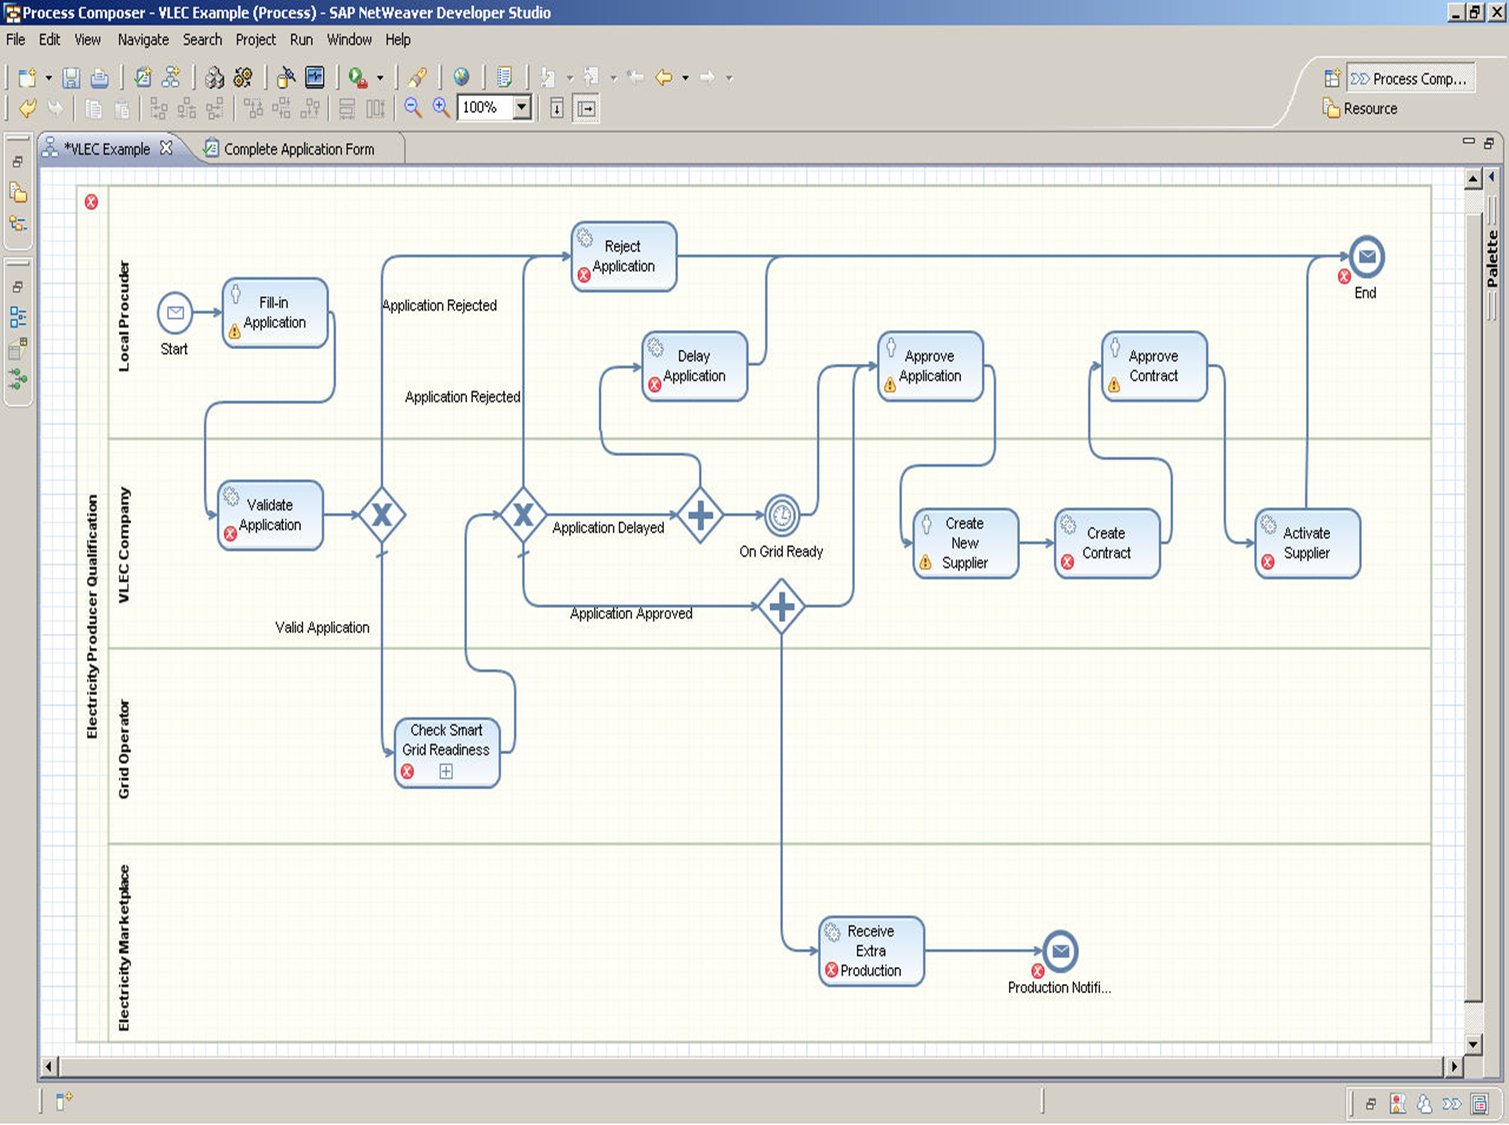 Process Composer - VLEC Example (Process) - SAP NetWeaver Developer Studio
File Edit View Navigate Search Project Run Window Help
Process Comp...
100%
Resource
*VLEC Example
Complete Application Form
Palette
Electricity Producer Qualification
Local Procuder
Start
Fill-in
Application
Application Rejected
Application Rejected
Reject
Application
Delay
Application
Approve
Application
Approve
Contract
End
VLEC Company
Validate
Application
X
X
Application Delayed
On Grid Ready
Create
New
Supplier
Create
Contract
Activate
Supplier
Application Approved
Valid Application
Grid Operator
Check Smart
Grid Readiness
Electricity Marketplace
Receive
Extra
Production
Production Notifi...